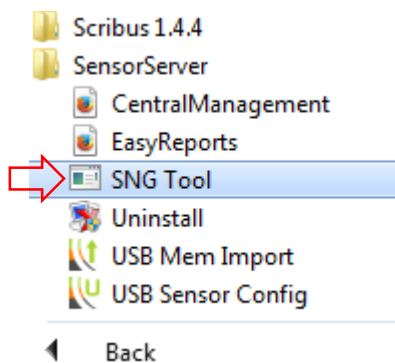 Scribus 1.4.4
SensorServer
CentralManagement
EasyReports
SNG Tool
Uninstall
USB Mem Import
USB Sensor Config
Back